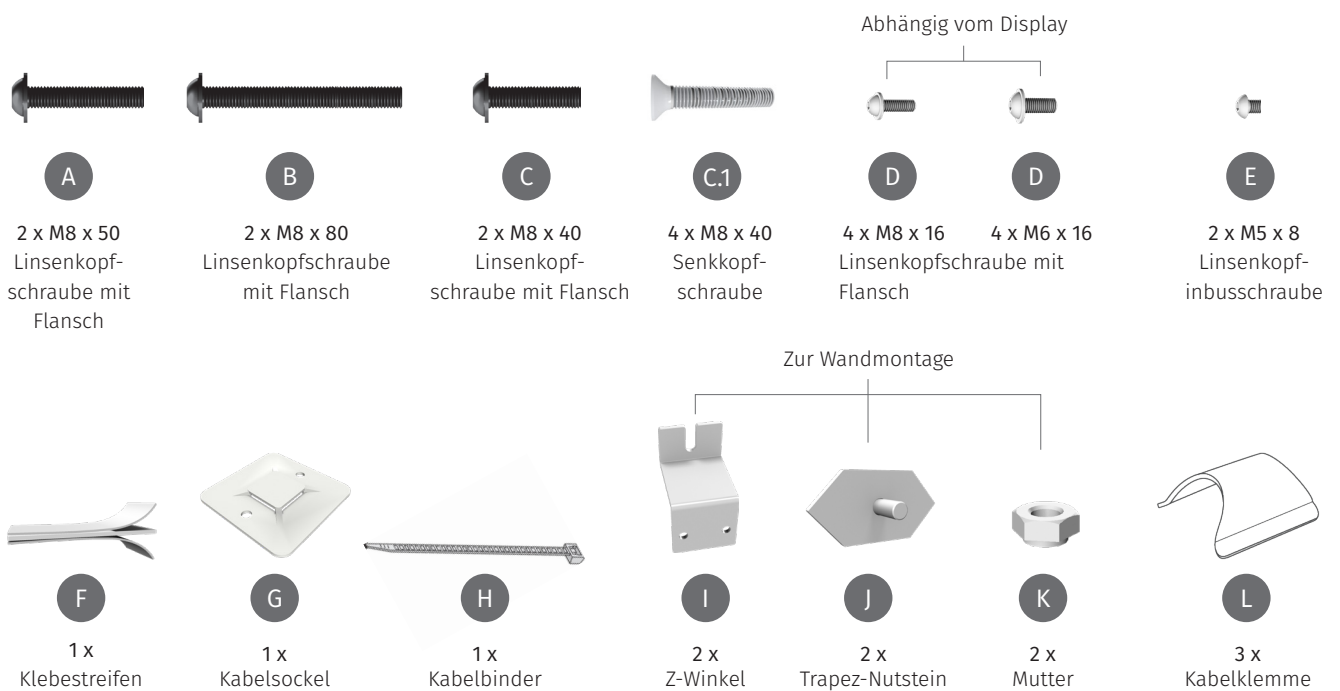 Abhängig vom Display
A
B
C
C.1
D
D
E
2 x M8 x 50
Linsenkopf-
schraube mit
Flansch
2 x M8 x 80
Linsenkopfschraube
mit Flansch
2 x M8 x 40
Linsenkopf-
schraube mit Flansch
4 x M8 x 40
Senkkopf-
schraube
4 x M8 x 16
4 x M6 x 16
Linsenkopfschraube mit
Flansch
2 x M5 x 8
Linsenkopf-
inbusschraube
Zur Wandmontage
F
G
H
I
J
K
L
1 x
Klebestreifen
1 x
Kabelsockel
1 x
Kabelbinder
2 x
Z-Winkel
2 x
Trapez-Nutstein
2 x
Mutter
3 x
Kabelklemme